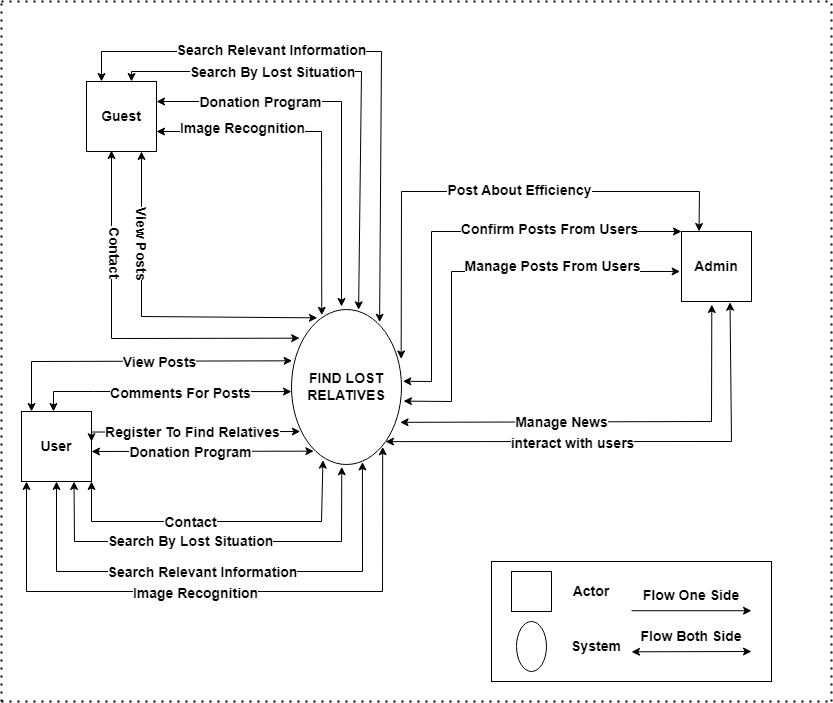 Search Relevant Information
Search By Lost Situation
Donation Program
Image Recognition
Guest
Contact
View Posts
Post About Efficiency
Confirm Posts From Users
Manage Posts From Users
Admin
FIND LOST
RELATIVES
View Posts
Comments For Posts
Register To Find Relatives
Donation Program
User
Manage News
interact with users
Contact
Search By Lost Situation
Search Relevant Information
Image Recognition
Actor
Flow One Side
System
Flow Both Side